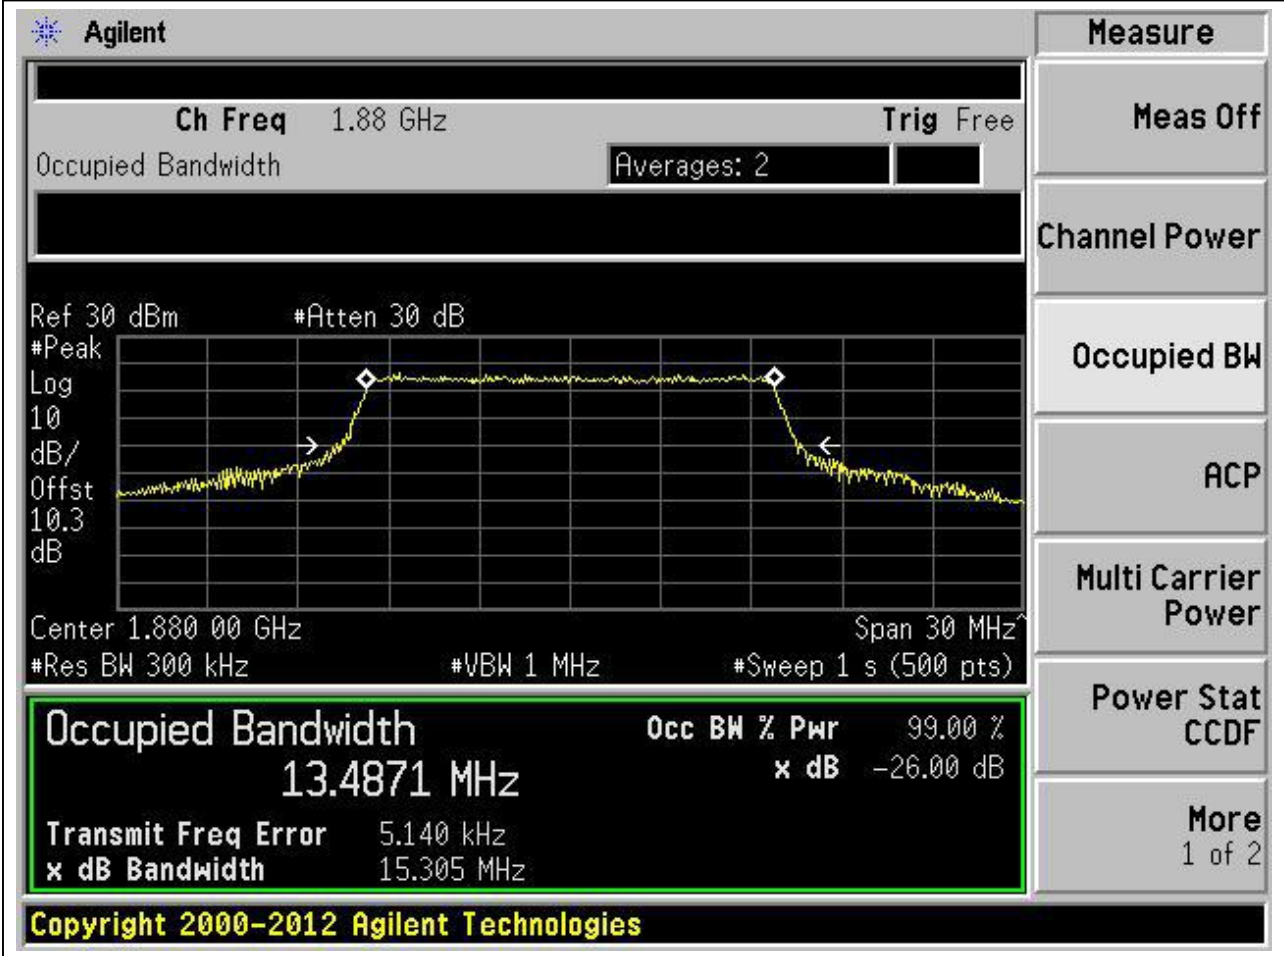 Agilent
Measure
Ch Freq 1.88 GHz Trig Free
Occupied Bandwidth Averages: 2
Meas Off
Channel Power
Occupied BW
ACP
Multi Carrier
Power
Power Stat
CCDF
More
1 of 2
Ref 30 dBm #Atten 30 dB
#Peak
Log
10
dB/
Offst
10.3
dB
Center 1.880 00 GHz Span 30 MHz^
#Res BW 300 kHz #VBW 1 MHz #Sweep 1 s (500 pts)
Occupied Bandwidth Occ BW % Pwr 99.00 %
13.4871 MHz x dB -26.00 dB
Transmit Freq Error 5.140 kHz
x dB Bandwidth 15.305 MHz
Copyright 2000-2012 Agilent Technologies